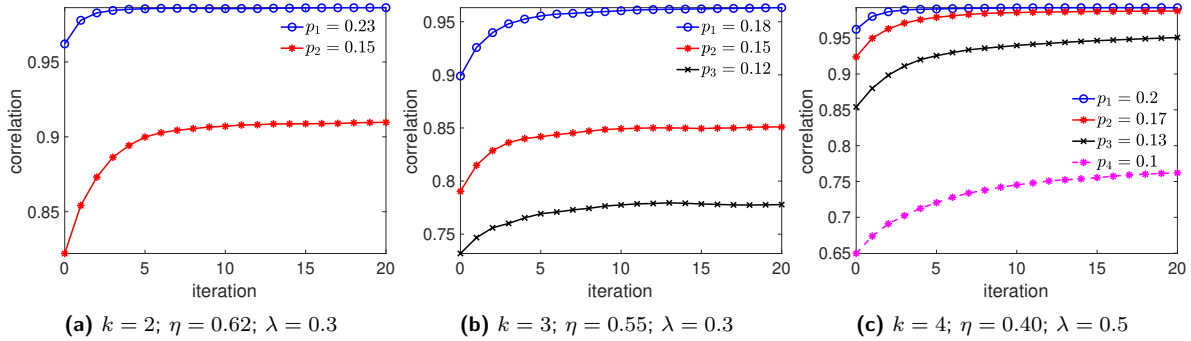 0.95
0.9
0.85
correlation
0 5 10 15 20
iteration
p₁ = 0.23
p₂ = 0.15
(a) k = 2; η = 0.62; λ = 0.3
0.95
0.9
0.85
0.8
0.75
correlation
0 5 10 15 20
iteration
p₁ = 0.18
p₂ = 0.15
p₃ = 0.12
(b) k = 3; η = 0.55; λ = 0.3
0.95
0.9
0.85
0.8
0.75
0.7
0.65
correlation
0 5 10 15 20
iteration
p₁ = 0.2
p₂ = 0.17
p₃ = 0.13
p₄ = 0.1
(c) k = 4; η = 0.40; λ = 0.5